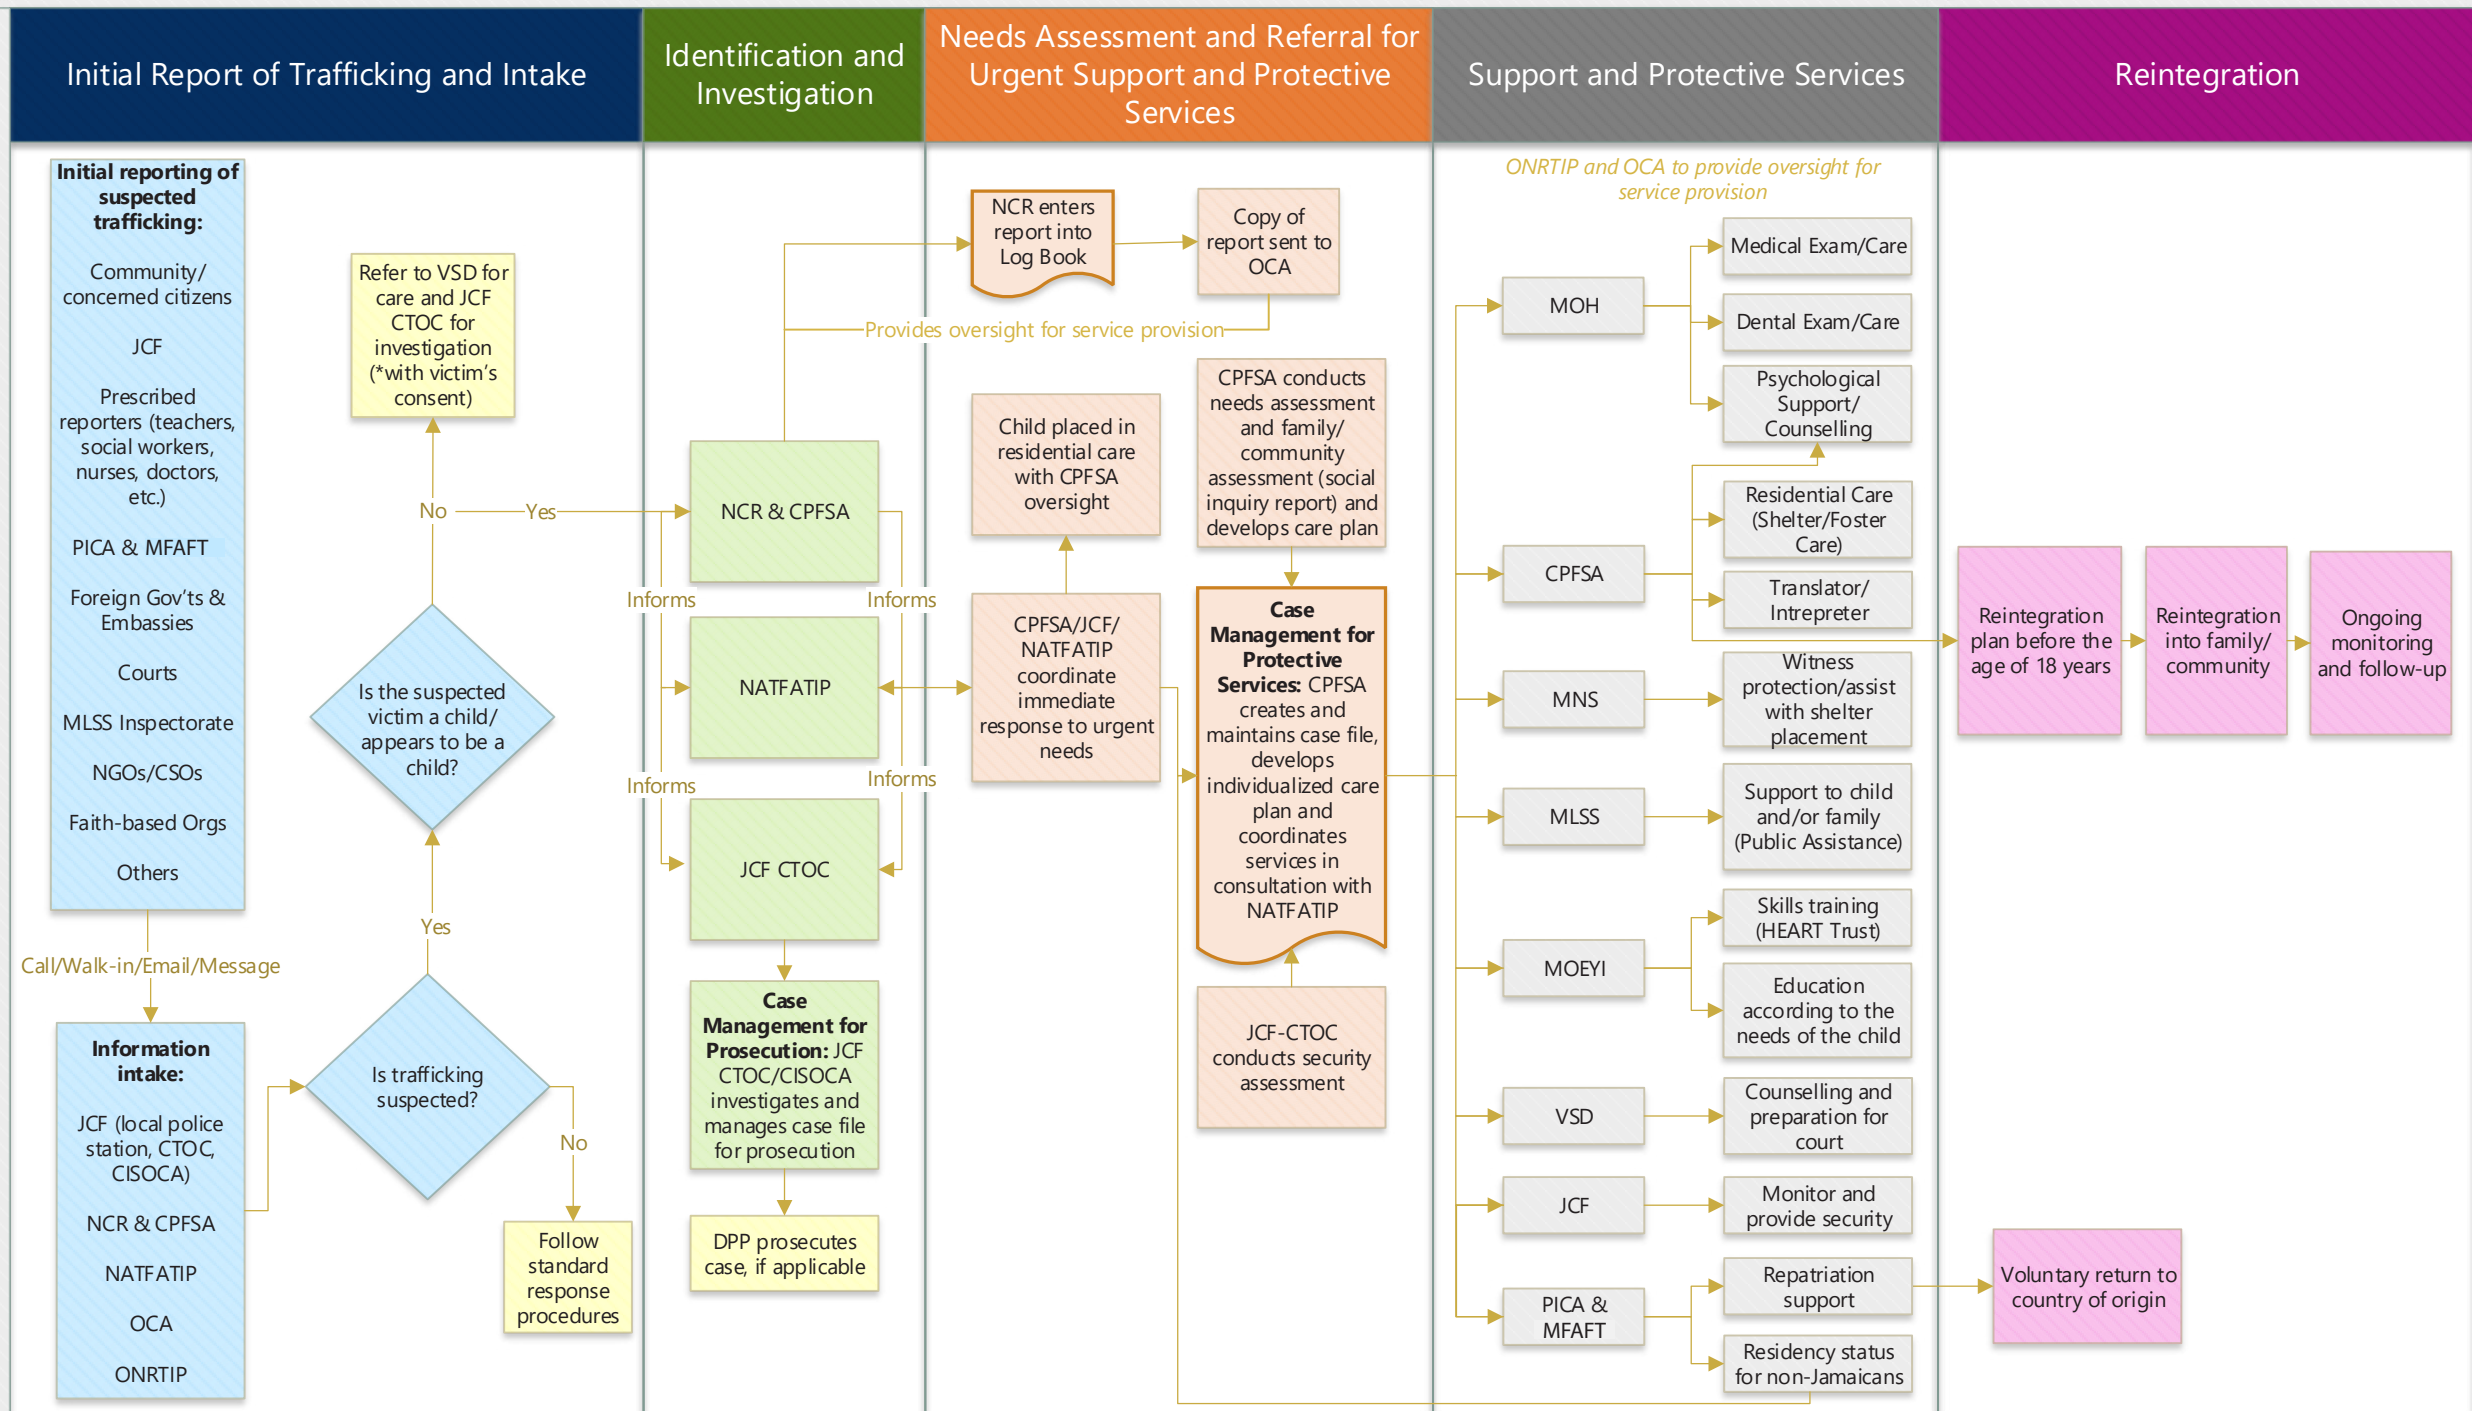 Initial Report of Trafficking and Intake
Identification and
Investigation
Needs Assessment and Referral for
Urgent Support and Protective
Services
Support and Protective Services
Reintegration
Initial reporting of
suspected
trafficking:
Community/
concerned citizens
JCF
Prescribed
reporters (teachers,
social workers,
nurses, doctors,
etc.)
PICA & MFAFT
Foreign Gov'ts &
Embassies
Courts
MLSS Inspectorate
NGOs/CSOs
Faith-based Orgs
Others
Call/Walk-in/Email/Message
Information
intake:
JCF (local police
station, CTOC,
CISOCA)
NCR & CPFSA
NATFATIP
OCA
ONRTIP
Refer to VSD for
care and JCF
CTOC for
investigation
(*with victim's
consent)
No
Yes
Is the suspected
victim a child/
appears to be a
child?
Yes
Is trafficking
suspected?
No
Follow
standard
response
procedures
NCR & CPFSA
Informs
Informs
NATFATIP
Informs
Informs
JCF CTOC
Case
Management for
Prosecution: JCF
CTOC/CISOCA
investigates and
manages case file
for prosecution
DPP prosecutes
case, if applicable
NCR enters
report into
Log Book
Copy of
report sent to
OCA
Provides oversight for service provision
Child placed in
residential care
with CPFSA
oversight
CPFSA conducts
needs assessment
and family/
community
assessment (social
inquiry report) and
develops care plan
CPFSA/JCF/
NATFATIP
coordinate
immediate
response to urgent
needs
Case
Management for
Protective
Services: CPFSA
creates and
maintains case file,
develops
individualized care
plan and
coordinates
services in
consultation with
NATFATIP
JCF-CTOC
conducts security
assessment
ONRTIP and OCA to provide oversight for
service provision
MOH
Medical Exam/Care
Dental Exam/Care
Psychological
Support/
Counselling
CPFSA
Residential Care
(Shelter/Foster
Care)
Translator/
Intrepreter
MNS
Witness
protection/assist
with shelter
placement
MLSS
Support to child
and/or family
(Public Assistance)
MOEYI
Skills training
(HEART Trust)
Education
according to the
needs of the child
VSD
Counselling and
preparation for
court
JCF
Monitor and
provide security
PICA &
MFAFT
Repatriation
support
Residency status
for non-Jamaicans
Reintegration
plan before the
age of 18 years
Reintegration
into family/
community
Ongoing
monitoring
and follow-up
Voluntary return to
country of origin